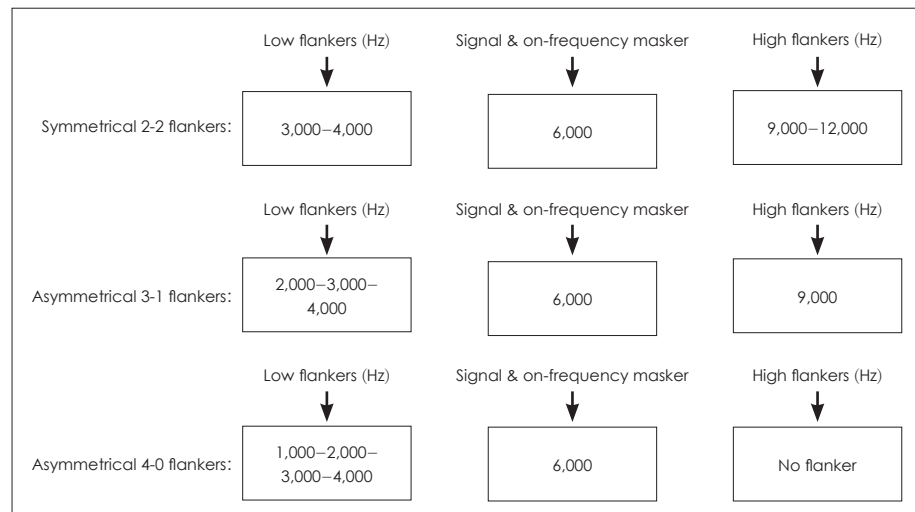 Low flankers (Hz) Signal & on-frequency masker High flankers (Hz)
Symmetrical 2-2 flankers: 3,000–4,000 6,000 9,000–12,000
Low flankers (Hz) Signal & on-frequency masker High flankers (Hz)
Asymmetrical 3-1 flankers: 2,000–3,000–
4,000 6,000 9,000
Low flankers (Hz) Signal & on-frequency masker High flankers (Hz)
Asymmetrical 4-0 flankers: 1,000–2,000–
3,000–4,000 6,000 No flanker